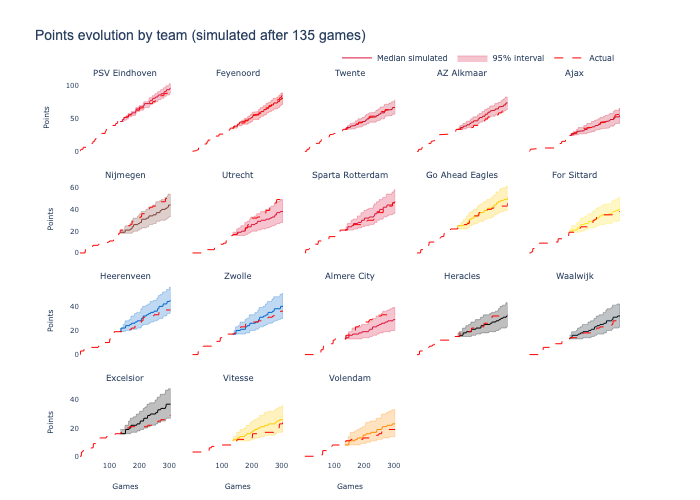 Points evolution by team (simulated after 135 games)
Median simulated 95% interval Actual
PSV Eindhoven Feyenoord Twente AZ Alkmaar Ajax
100
50
0
Points
Nijmegen Utrecht Sparta Rotterdam Go Ahead Eagles For Sittard
60
40
20
0
Points
Heerenveen Zwolle Almere City Heracles Waalwijk
40
20
0
Points
Excelsior Vitesse Volendam
40
20
0
Points
100 200 300 100 200 300 100 200 300
Games Games Games